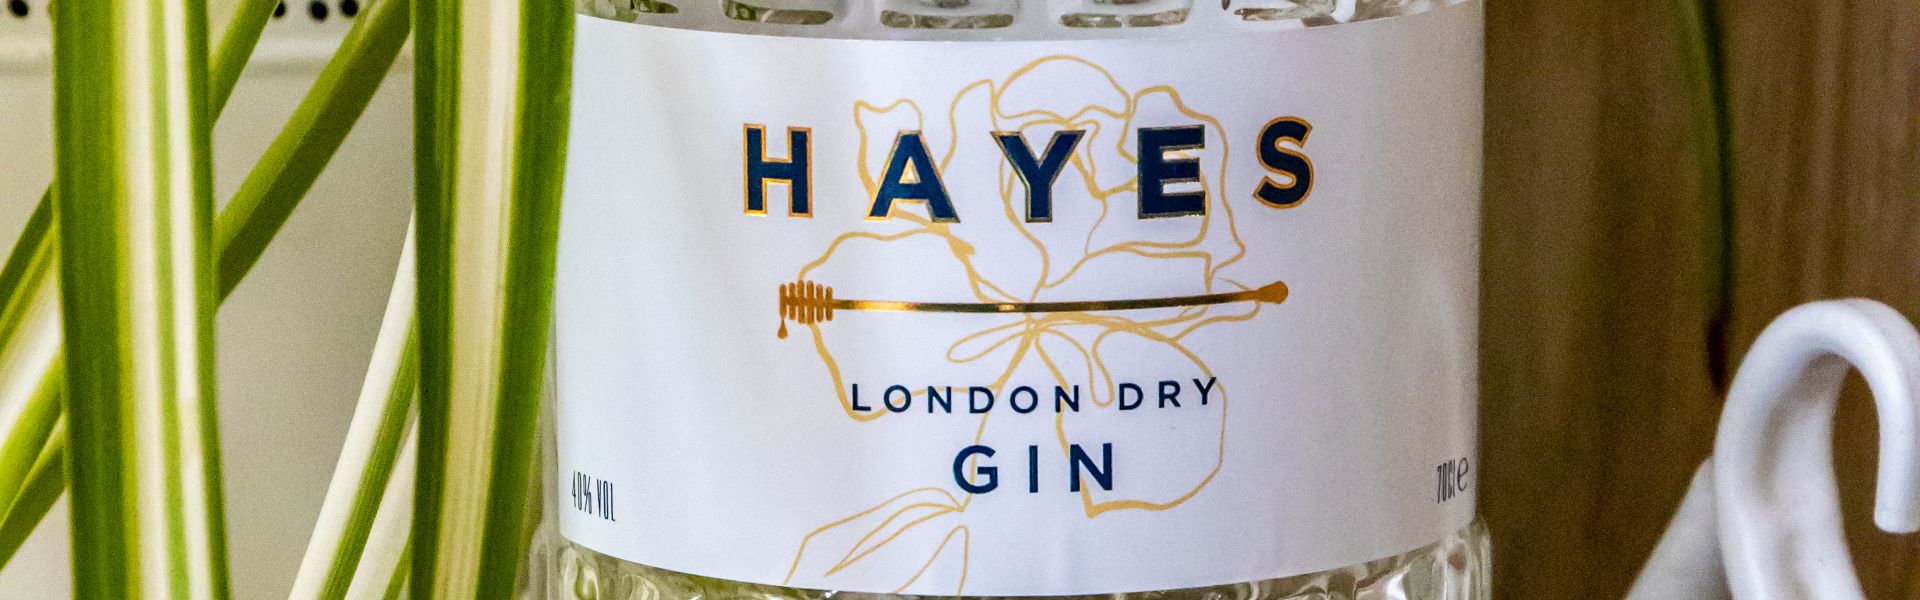 HAYES
LONDON DRY
GIN
40% VOL
70cl e